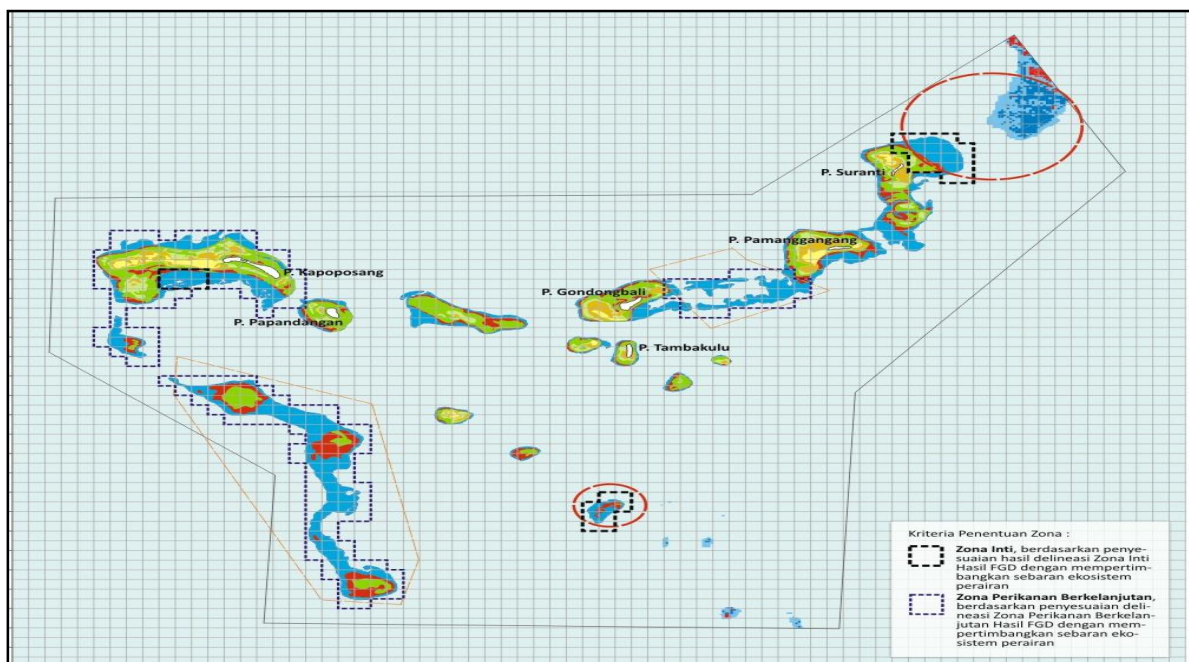 P. Suranti
P. Pamanggangang
P. Kapoposang
P. Gondongbali
P. Papandangan
P. Tambakulu
Kriteria Penentuan Zona :
Zona Inti, berdasarkan penye-
suaian hasil delineasi Zona Inti
Hasil FGD dengan mempertim-
bangkan sebaran ekosistem
perairan
Zona Perikanan Berkelanjutan,
berdasarkan penyesuaian deli-
neasi Zona Perikanan Berkelan-
jutan Hasil FGD dengan mem-
pertimbangkan sebaran eko-
sistem perairan